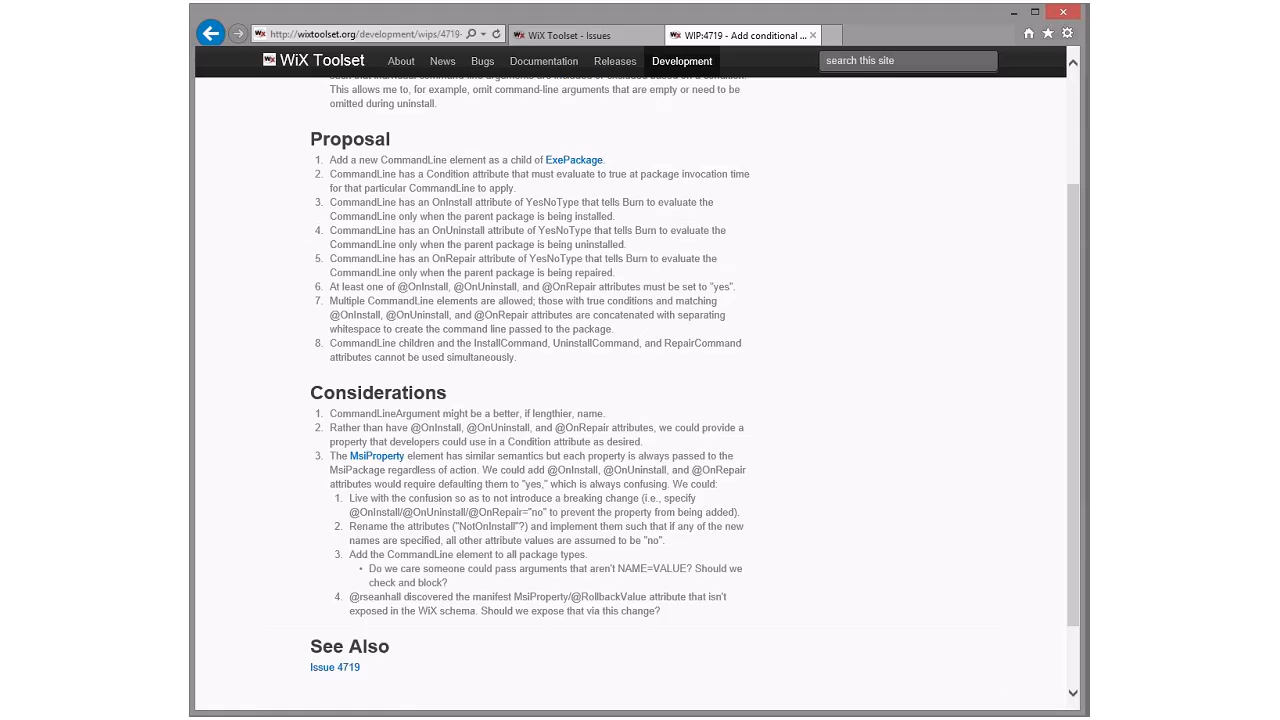 http://wixtoolset.org/development/wips/4719-
WiX Toolset - Issues
WIP:4719 - Add conditional ...
WiX Toolset
About
News
Bugs
Documentation
Releases
Development
search this site
such that individual command-line arguments are included or excluded based on a condition.
This allows me to, for example, omit command-line arguments that are empty or need to be
omitted during uninstall.
Proposal
1. Add a new CommandLine element as a child of ExePackage.
2. CommandLine has a Condition attribute that must evaluate to true at package invocation time
for that particular CommandLine to apply.
3. CommandLine has an OnInstall attribute of YesNoType that tells Burn to evaluate the
CommandLine only when the parent package is being installed.
4. CommandLine has an OnUninstall attribute of YesNoType that tells Burn to evaluate the
CommandLine only when the parent package is being uninstalled.
5. CommandLine has an OnRepair attribute of YesNoType that tells Burn to evaluate the
CommandLine only when the parent package is being repaired.
6. At least one of @OnInstall, @OnUninstall, and @OnRepair attributes must be set to "yes".
7. Multiple CommandLine elements are allowed; those with true conditions and matching
@OnInstall, @OnUninstall, and @OnRepair attributes are concatenated with separating
whitespace to create the command line passed to the package.
8. CommandLine children and the InstallCommand, UninstallCommand, and RepairCommand
attributes cannot be used simultaneously.
Considerations
1. CommandLineArgument might be a better, if lengthier, name.
2. Rather than have @OnInstall, @OnUninstall, and @OnRepair attributes, we could provide a
property that developers could use in a Condition attribute as desired.
3. The MsiProperty element has similar semantics but each property is always passed to the
MsiPackage regardless of action. We could add @OnInstall, @OnUninstall, and @OnRepair
attributes would require defaulting them to "yes," which is always confusing. We could:
1. Live with the confusion so as to not introduce a breaking change (i.e., specify
@OnInstall/@OnUninstall/@OnRepair="no" to prevent the property from being added).
2. Rename the attributes ("NotOnInstall"?) and implement them such that if any of the new
names are specified, all other attribute values are assumed to be "no".
3. Add the CommandLine element to all package types.
• Do we care someone could pass arguments that aren't NAME=VALUE? Should we
check and block?
4. @rseanhall discovered the manifest MsiProperty/@RollbackValue attribute that isn't
exposed in the WiX schema. Should we expose that via this change?
See Also
Issue 4719